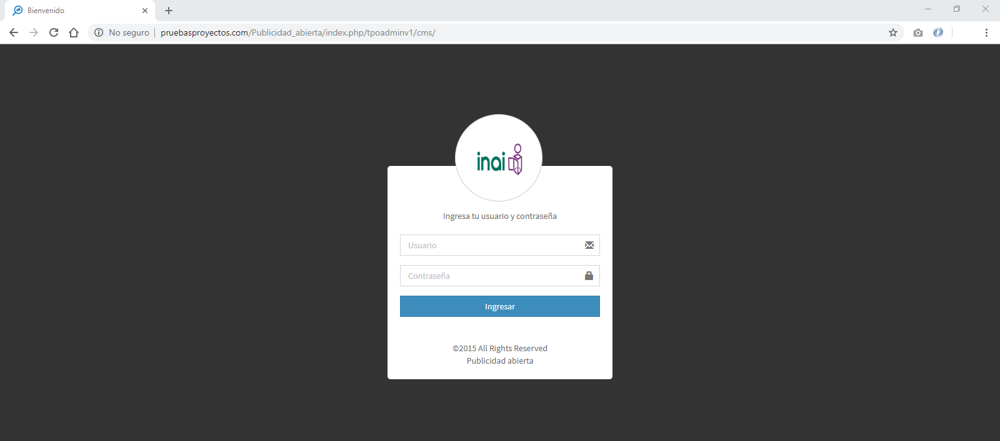 Bienvenido
No seguro
pruebasproyectos.com/Publicidad_abierta/index.php/tpoadminv1/cms/
inai
Ingresa tu usuario y contraseña
Usuario
Contraseña
Ingresar
©2015 All Rights Reserved
Publicidad abierta